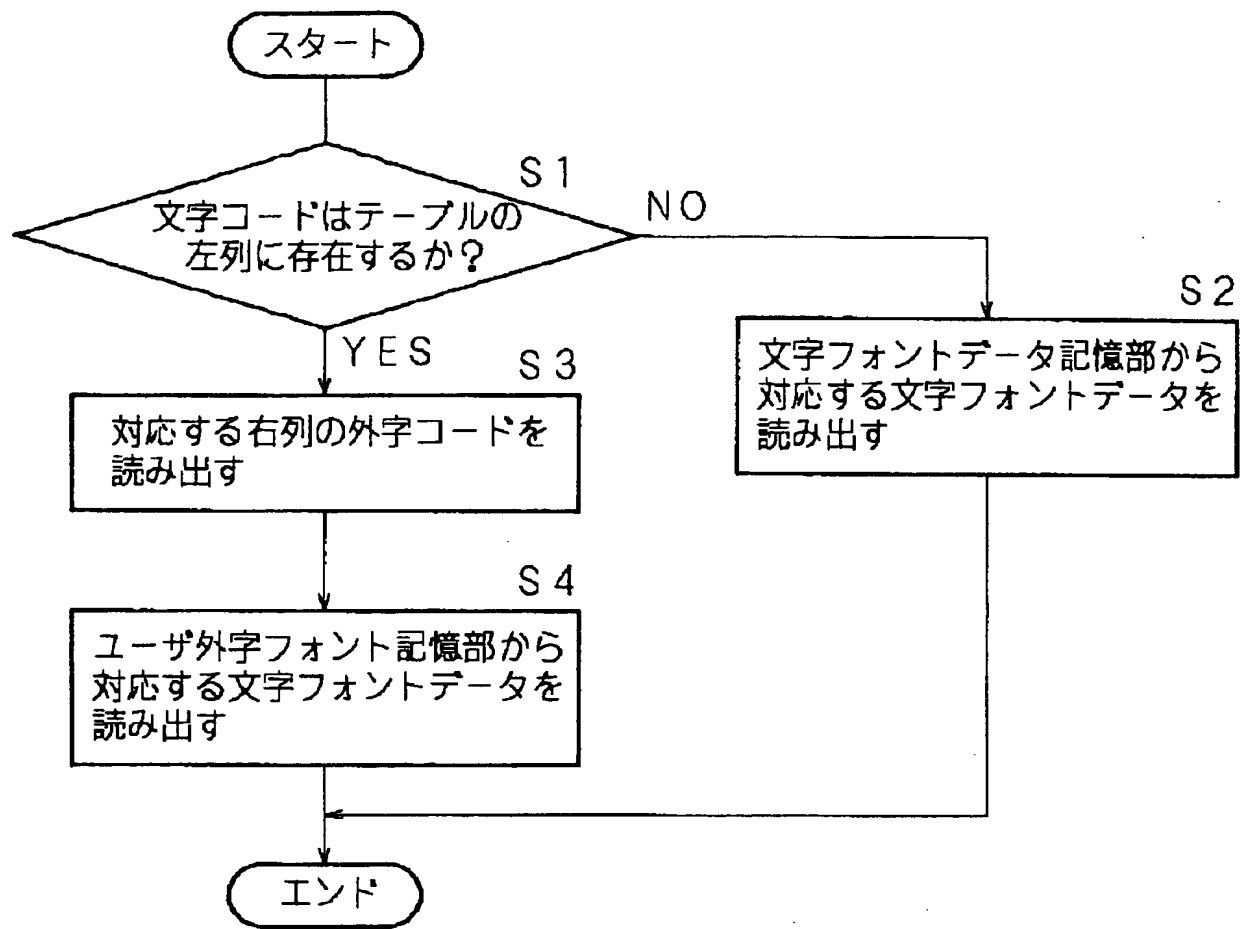 スタート
S1
文字コードはテーブルの
左列に存在するか?
NO
YES
S2
文字フォントデータ記憶部から
対応する文字フォントデータを
読み出す
S3
対応する右列の外字コードを
読み出す
S4
ユーザ外字フォント記憶部から
対応する文字フォントデータを
読み出す
エンド